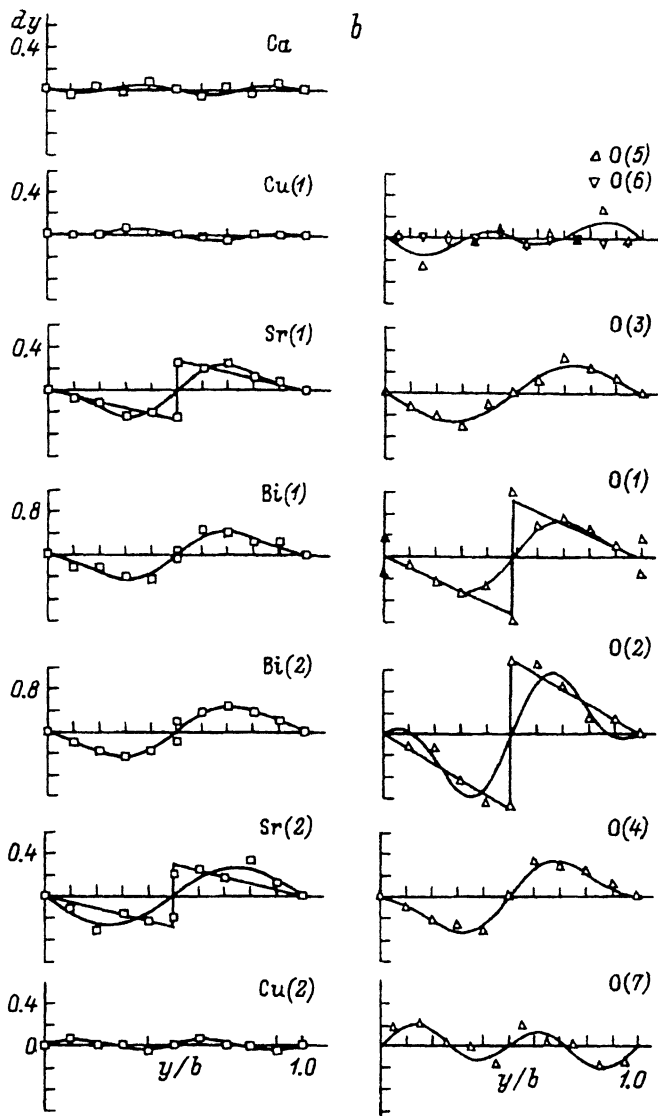 dy
b
0.4
Ca
△ O(5)
▽ O(6)
0.4
Cu(1)
0.4
Sr(1)
O(3)
0.8
Bi(1)
O(1)
0.8
Bi(2)
O(2)
0.4
Sr(2)
O(4)
0.4
Cu(2)
O(7)
0
y/b
1.0
y/b
1.0